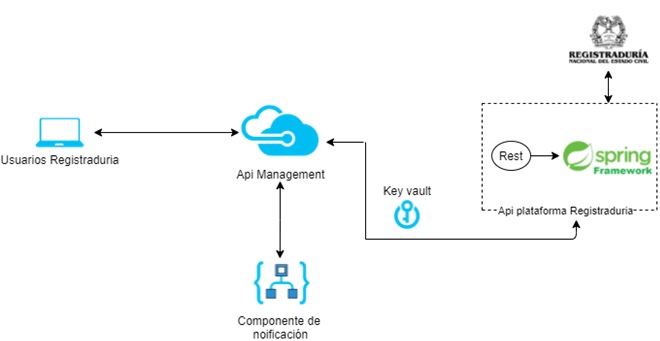 REGISTRADURÍA
NACIONAL DEL ESTADO CIVIL
Usuarios Registraduria
Api Management
Key vault
Rest
spring
Framework
Api plataforma Registraduria
Componente de
noificación